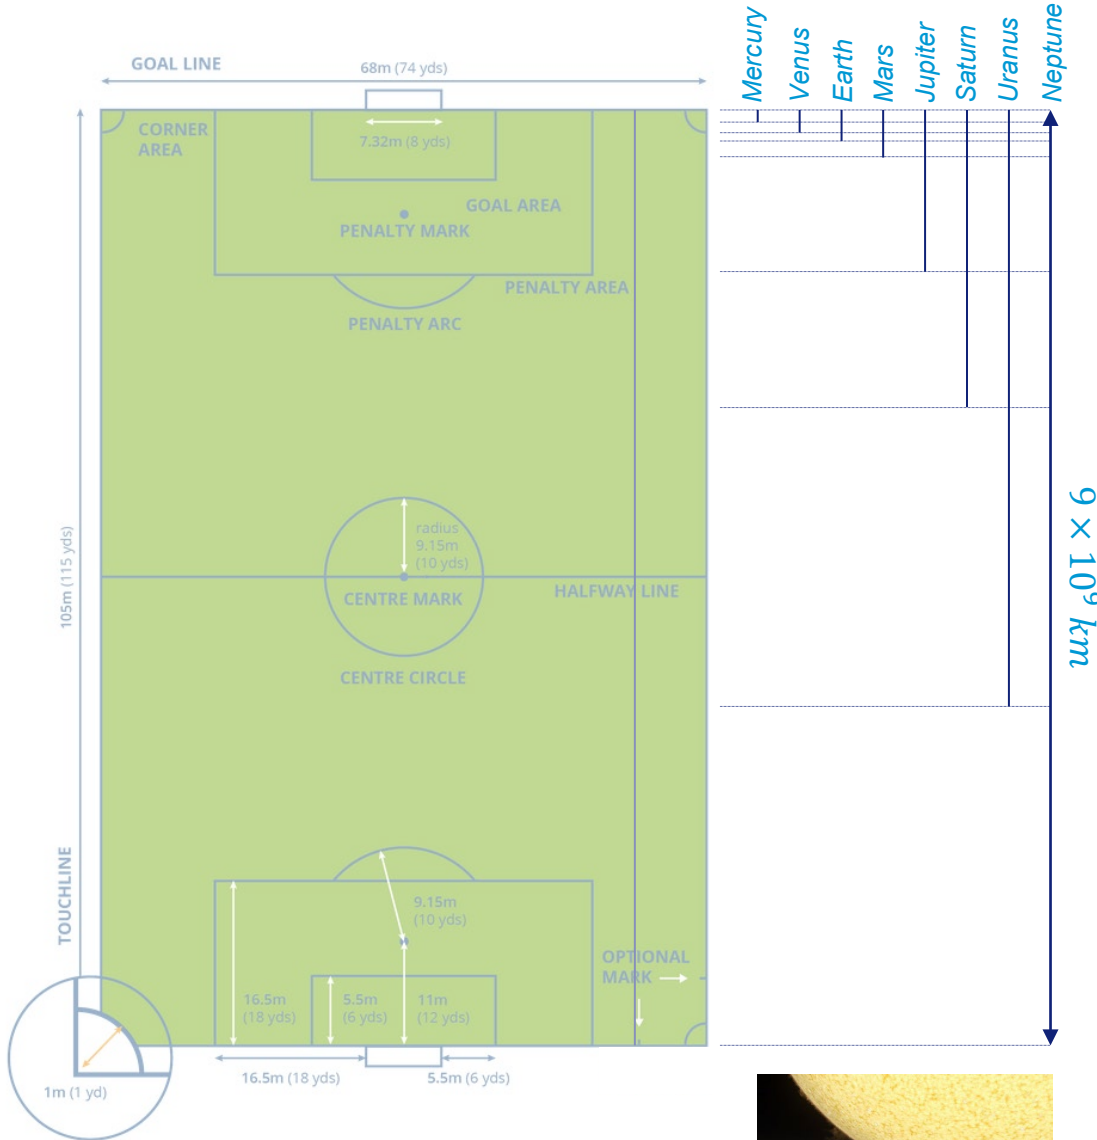 GOAL LINE
68m (74 yds)
Mercury
Venus
Earth
Mars
Jupiter
Saturn
Uranus
Neptune
CORNER
AREA
7.32m (8 yds)
GOAL AREA
PENALTY MARK
PENALTY AREA
PENALTY ARC
105m (115 yds)
radius
9.15m
(10 yds)
CENTRE MARK
HALFWAY LINE
CENTRE CIRCLE
9 × 10⁹ km
TOUCHLINE
9.15m
(10 yds)
OPTIONAL
MARK
16.5m
(18 yds)
5.5m
(6 yds)
11m
(12 yds)
16.5m (18 yds)
5.5m (6 yds)
1m (1 yd)